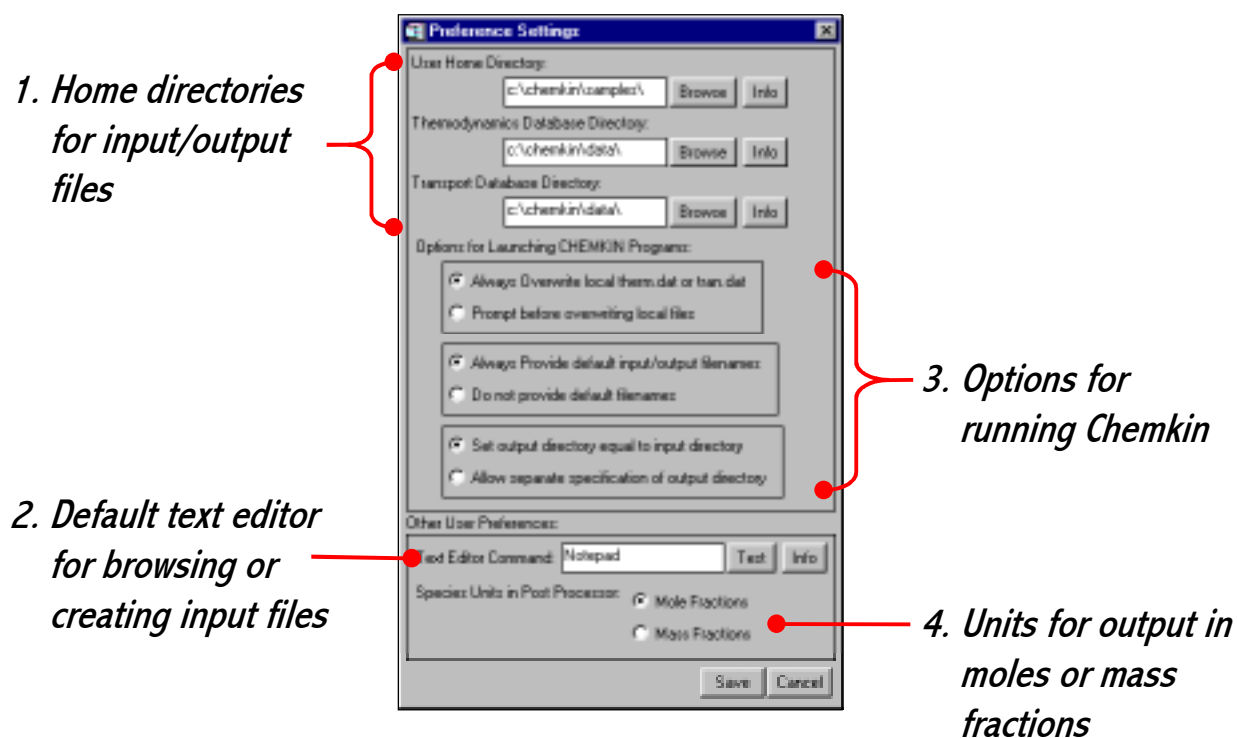 Preference Settings
1. Home directories
for input/output
files
User Home Directory:
c:\chemkin\samples\ Browse Info
Thermodynamics Database Directory:
c:\chemkin\data\ Browse Info
Transport Database Directory:
c:\chemkin\data\ Browse Info
Options for Launching CHEMKIN Programs:
Always Overwrite local therm.dat or tran.dat
Prompt before overwriting local files
Always Provide default input/output filenames
Do not provide default filenames
Set output directory equal to input directory
Allow separate specification of output directory
3. Options for
running Chemkin
2. Default text editor
for browsing or
creating input files
Other User Preferences:
Text Editor Command: Notepad Test Info
Species Units in Post Processor: Mole Fractions
Mass Fractions
4. Units for output in
moles or mass
fractions
Save Cancel